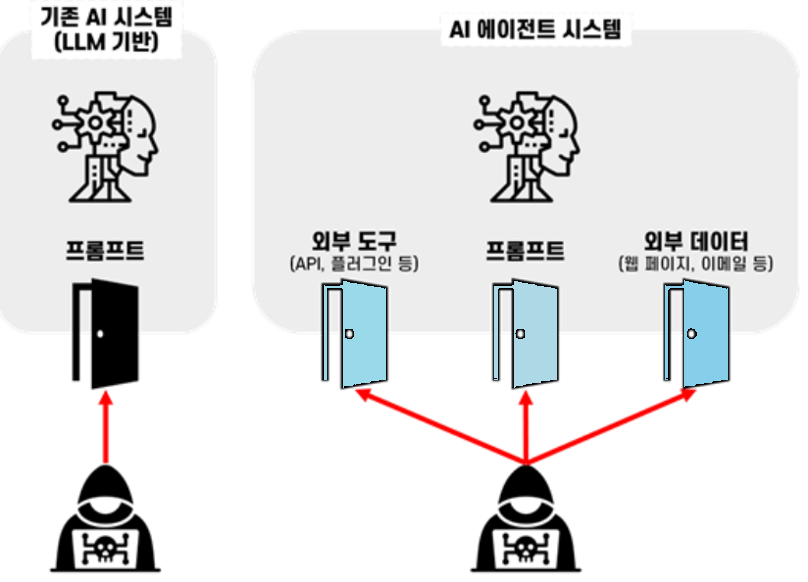 기존 AI 시스템
(LLM 기반)
AI 에이전트 시스템
프롬프트
외부 도구
(API, 플러그인 등)
프롬프트
외부 데이터
(웹 페이지, 이메일 등)